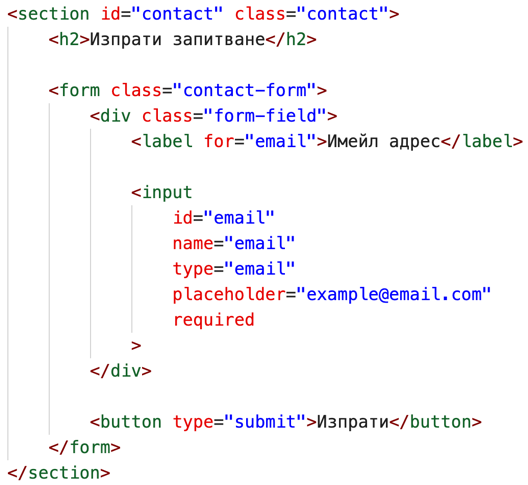 <section id="contact" class="contact">
<h2>Изпрати запитване</h2>
<form class="contact-form">
<div class="form-field">
<label for="email">Имейл адрес</label>
<input
id="email"
name="email"
type="email"
placeholder="example@email.com"
required
>
</div>
<button type="submit">Изпрати</button>
</form>
</section>